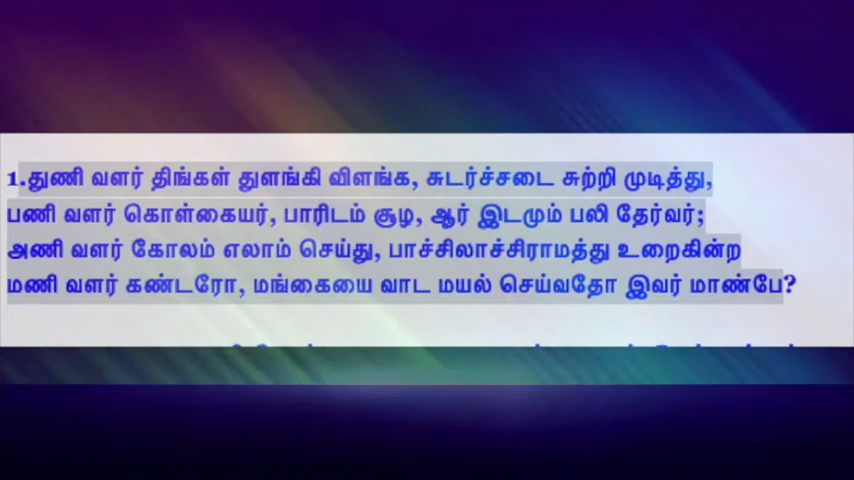 1.துணி வளர் திங்கள் துளங்கி விளங்க, சுடர்ச்சடை சுற்றி முடித்து,
பணி வளர் கொள்கையர், பாரிடம் சூழ, ஆர் இடமும் பலி தேர்வர்;
அணி வளர் கோலம் எலாம் செய்து, பாச்சிலாச்சிராமத்து உறைகின்ற
மணி வளர் கண்டரோ, மங்கையை வாட மயல் செய்வதோ இவர் மாண்பே?